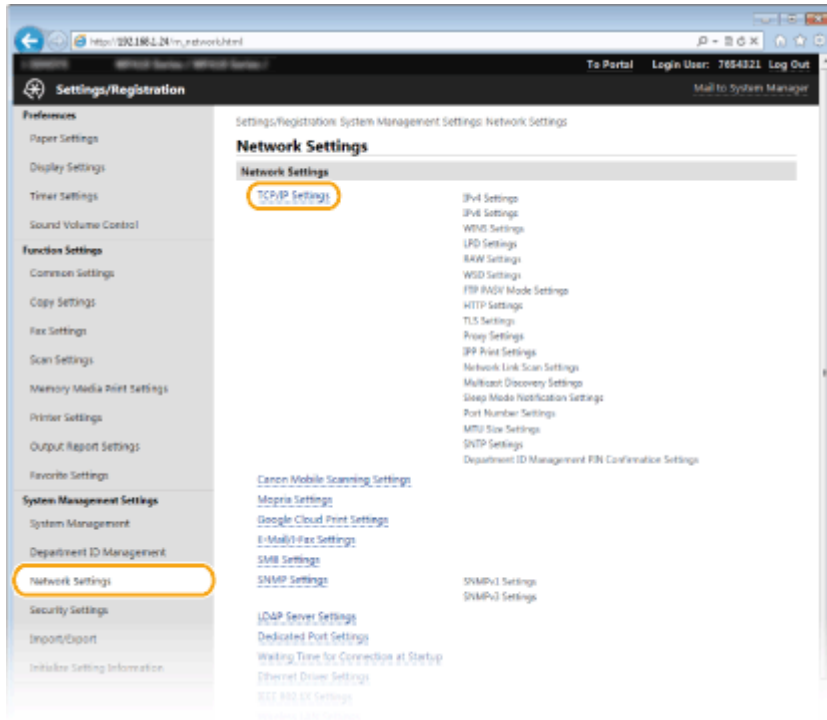 http://192.168.1.24/m_network.html
To Portal Login User: 7654321 Log Out
Settings/Registration
Mail to System Manager
Preferences
Paper Settings
Display Settings
Timer Settings
Sound Volume Control
Function Settings
Common Settings
Copy Settings
Fax Settings
Scan Settings
Memory Media Print Settings
Printer Settings
Output Report Settings
Favorite Settings
System Management Settings
System Management
Department ID Management
Network Settings
Security Settings
Import/Export
Initialize Setting Information
Settings/Registration: System Management Settings: Network Settings
Network Settings
Network Settings
TCP/IP Settings
IPv4 Settings
IPv6 Settings
WINS Settings
LPD Settings
RAW Settings
WSD Settings
FTP PASV Mode Settings
HTTP Settings
TLS Settings
Proxy Settings
IPP Print Settings
Network Link Scan Settings
Multicast Discovery Settings
Sleep Mode Notification Settings
Port Number Settings
MTU Size Settings
SNTP Settings
Department ID Management PIN Confirmation Settings
Canon Mobile Scanning Settings
Mopria Settings
Google Cloud Print Settings
E-Mail/I-Fax Settings
SMB Settings
SNMP Settings
SNMPv1 Settings
SNMPv3 Settings
LDAP Server Settings
Dedicated Port Settings
Waiting Time for Connection at Startup
Ethernet Driver Settings
IEEE 802.1X Settings